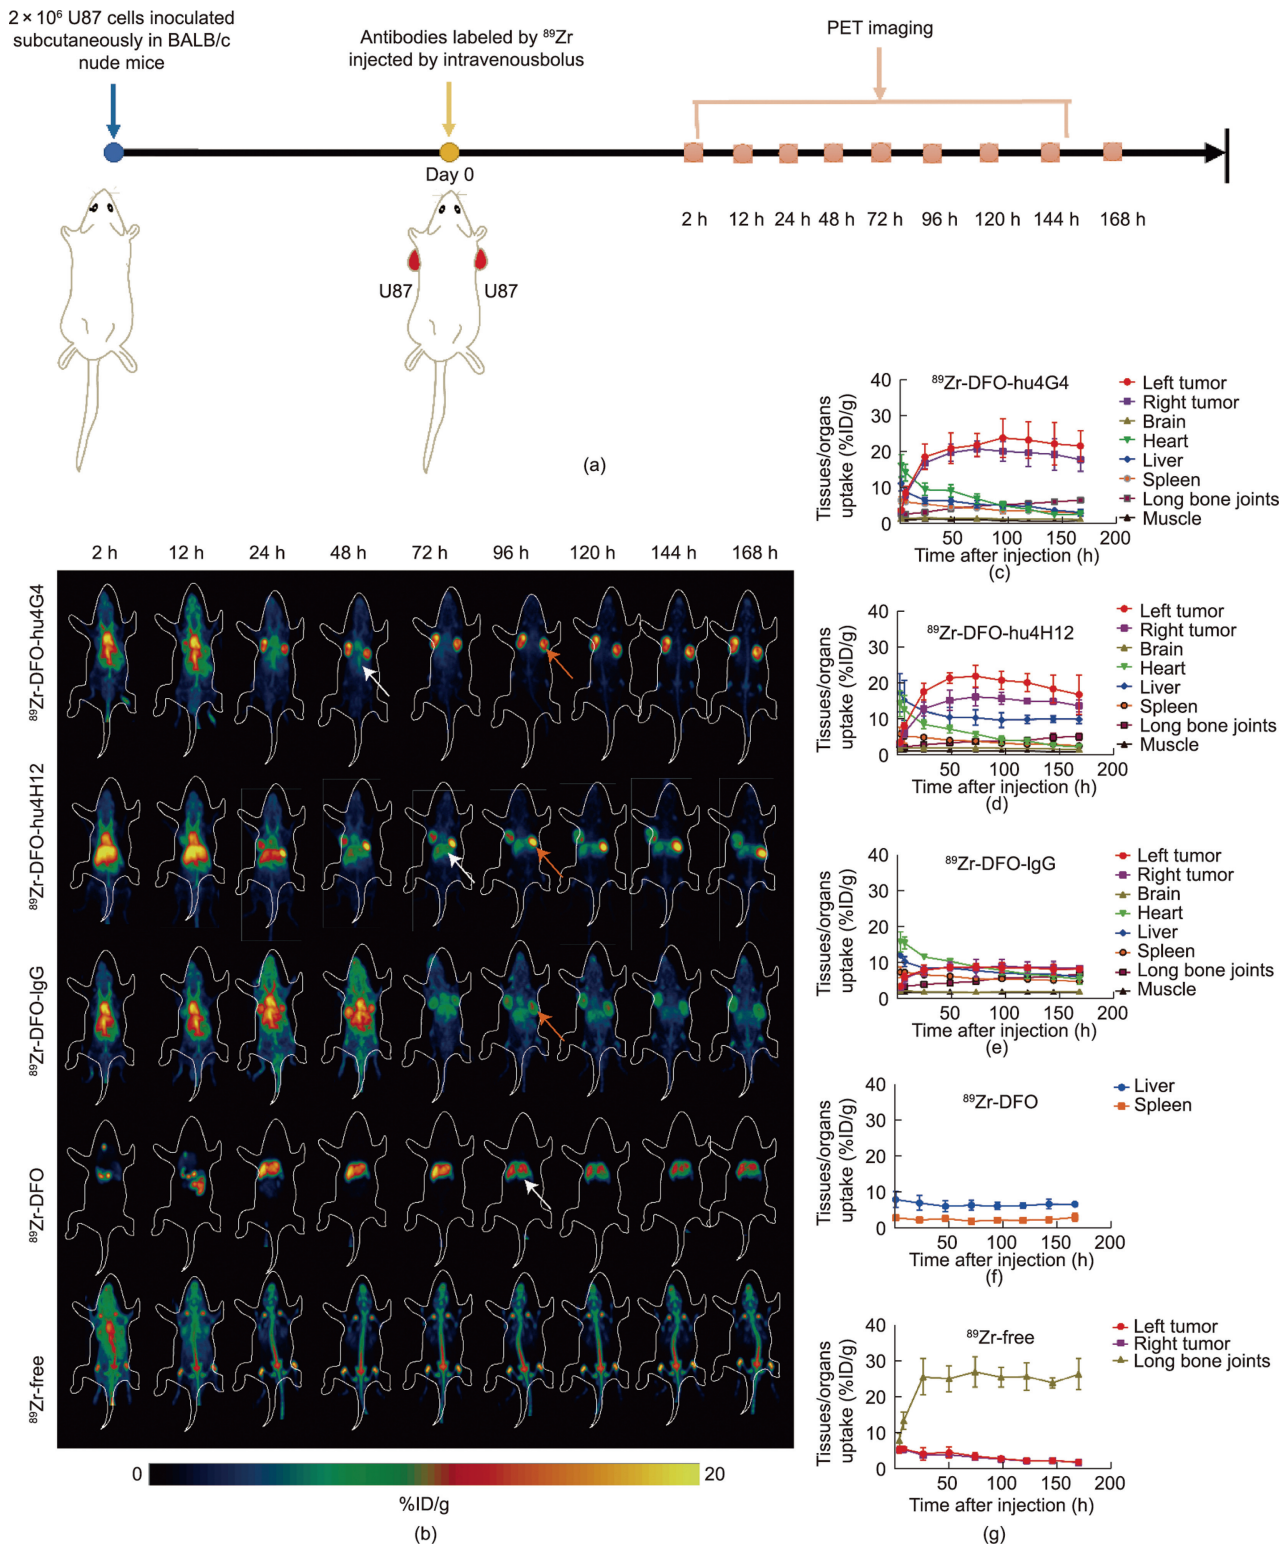 2 × 10⁶ U87 cells inoculated
subcutaneously in BALB/c
nude mice
Antibodies labeled by ⁸⁹Zr
injected by intravenousbolus
PET imaging
Day 0
2 h 12 h 24 h 48 h 72 h 96 h 120 h 144 h 168 h
U87 U87
(a)
2 h 12 h 24 h 48 h 72 h 96 h 120 h 144 h 168 h
⁸⁹Zr-DFO-hu4G4
⁸⁹Zr-DFO-hu4H12
⁸⁹Zr-DFO-IgG
⁸⁹Zr-DFO
⁸⁹Zr-free
0 20
%ID/g
(b)
⁸⁹Zr-DFO-hu4G4
Tissues/organs
uptake (%ID/g)
40
30
20
10
0
0 50 100 150 200
Time after injection (h)
Left tumor
Right tumor
Brain
Heart
Liver
Spleen
Long bone joints
Muscle
(c)
⁸⁹Zr-DFO-hu4H12
Tissues/organs
uptake (%ID/g)
40
30
20
10
0
50 100 150 200
Time after injection (h)
Left tumor
Right tumor
Brain
Heart
Liver
Spleen
Long bone joints
Muscle
(d)
⁸⁹Zr-DFO-IgG
Tissues/organs
uptake (%ID/g)
40
30
20
10
0
50 100 150 200
Time after injection (h)
Left tumor
Right tumor
Brain
Heart
Liver
Spleen
Long bone joints
Muscle
(e)
⁸⁹Zr-DFO
Tissues/organs
uptake (%ID/g)
40
30
20
10
0
50 100 150 200
Time after injection (h)
Liver
Spleen
(f)
⁸⁹Zr-free
Tissues/organs
uptake (%ID/g)
40
30
20
10
0
50 100 150 200
Time after injection (h)
Left tumor
Right tumor
Long bone joints
(g)